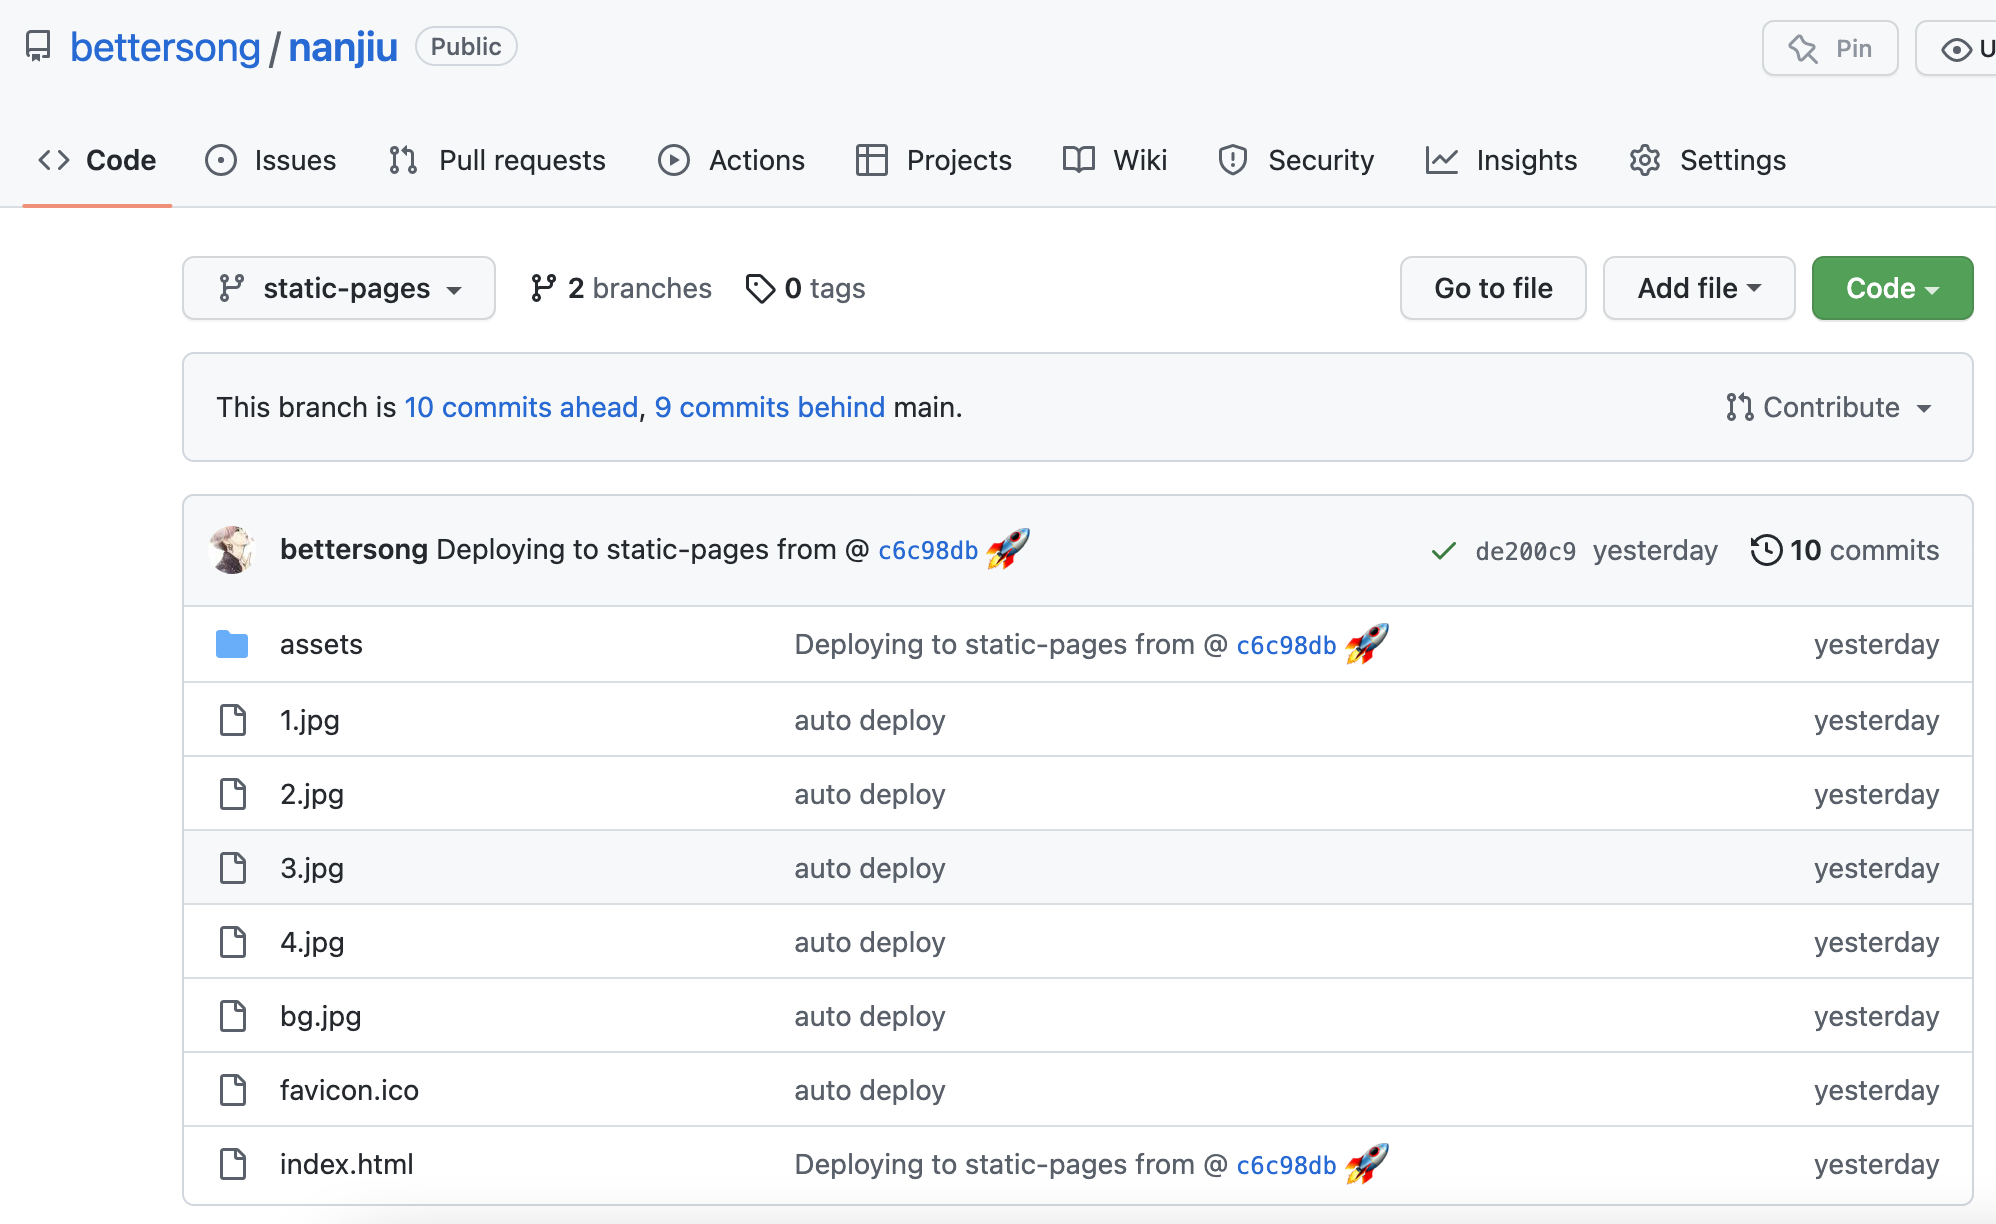 bettersong / nanjiu Public Pin U
Code Issues Pull requests Actions Projects Wiki Security Insights Settings
static-pages 2 branches 0 tags Go to file Add file Code
This branch is 10 commits ahead, 9 commits behind main. Contribute
bettersong Deploying to static-pages from @ c6c98db 🚀 de200c9 yesterday 10 commits
assets Deploying to static-pages from @ c6c98db 🚀 yesterday
1.jpg auto deploy yesterday
2.jpg auto deploy yesterday
3.jpg auto deploy yesterday
4.jpg auto deploy yesterday
bg.jpg auto deploy yesterday
favicon.ico auto deploy yesterday
index.html Deploying to static-pages from @ c6c98db 🚀 yesterday